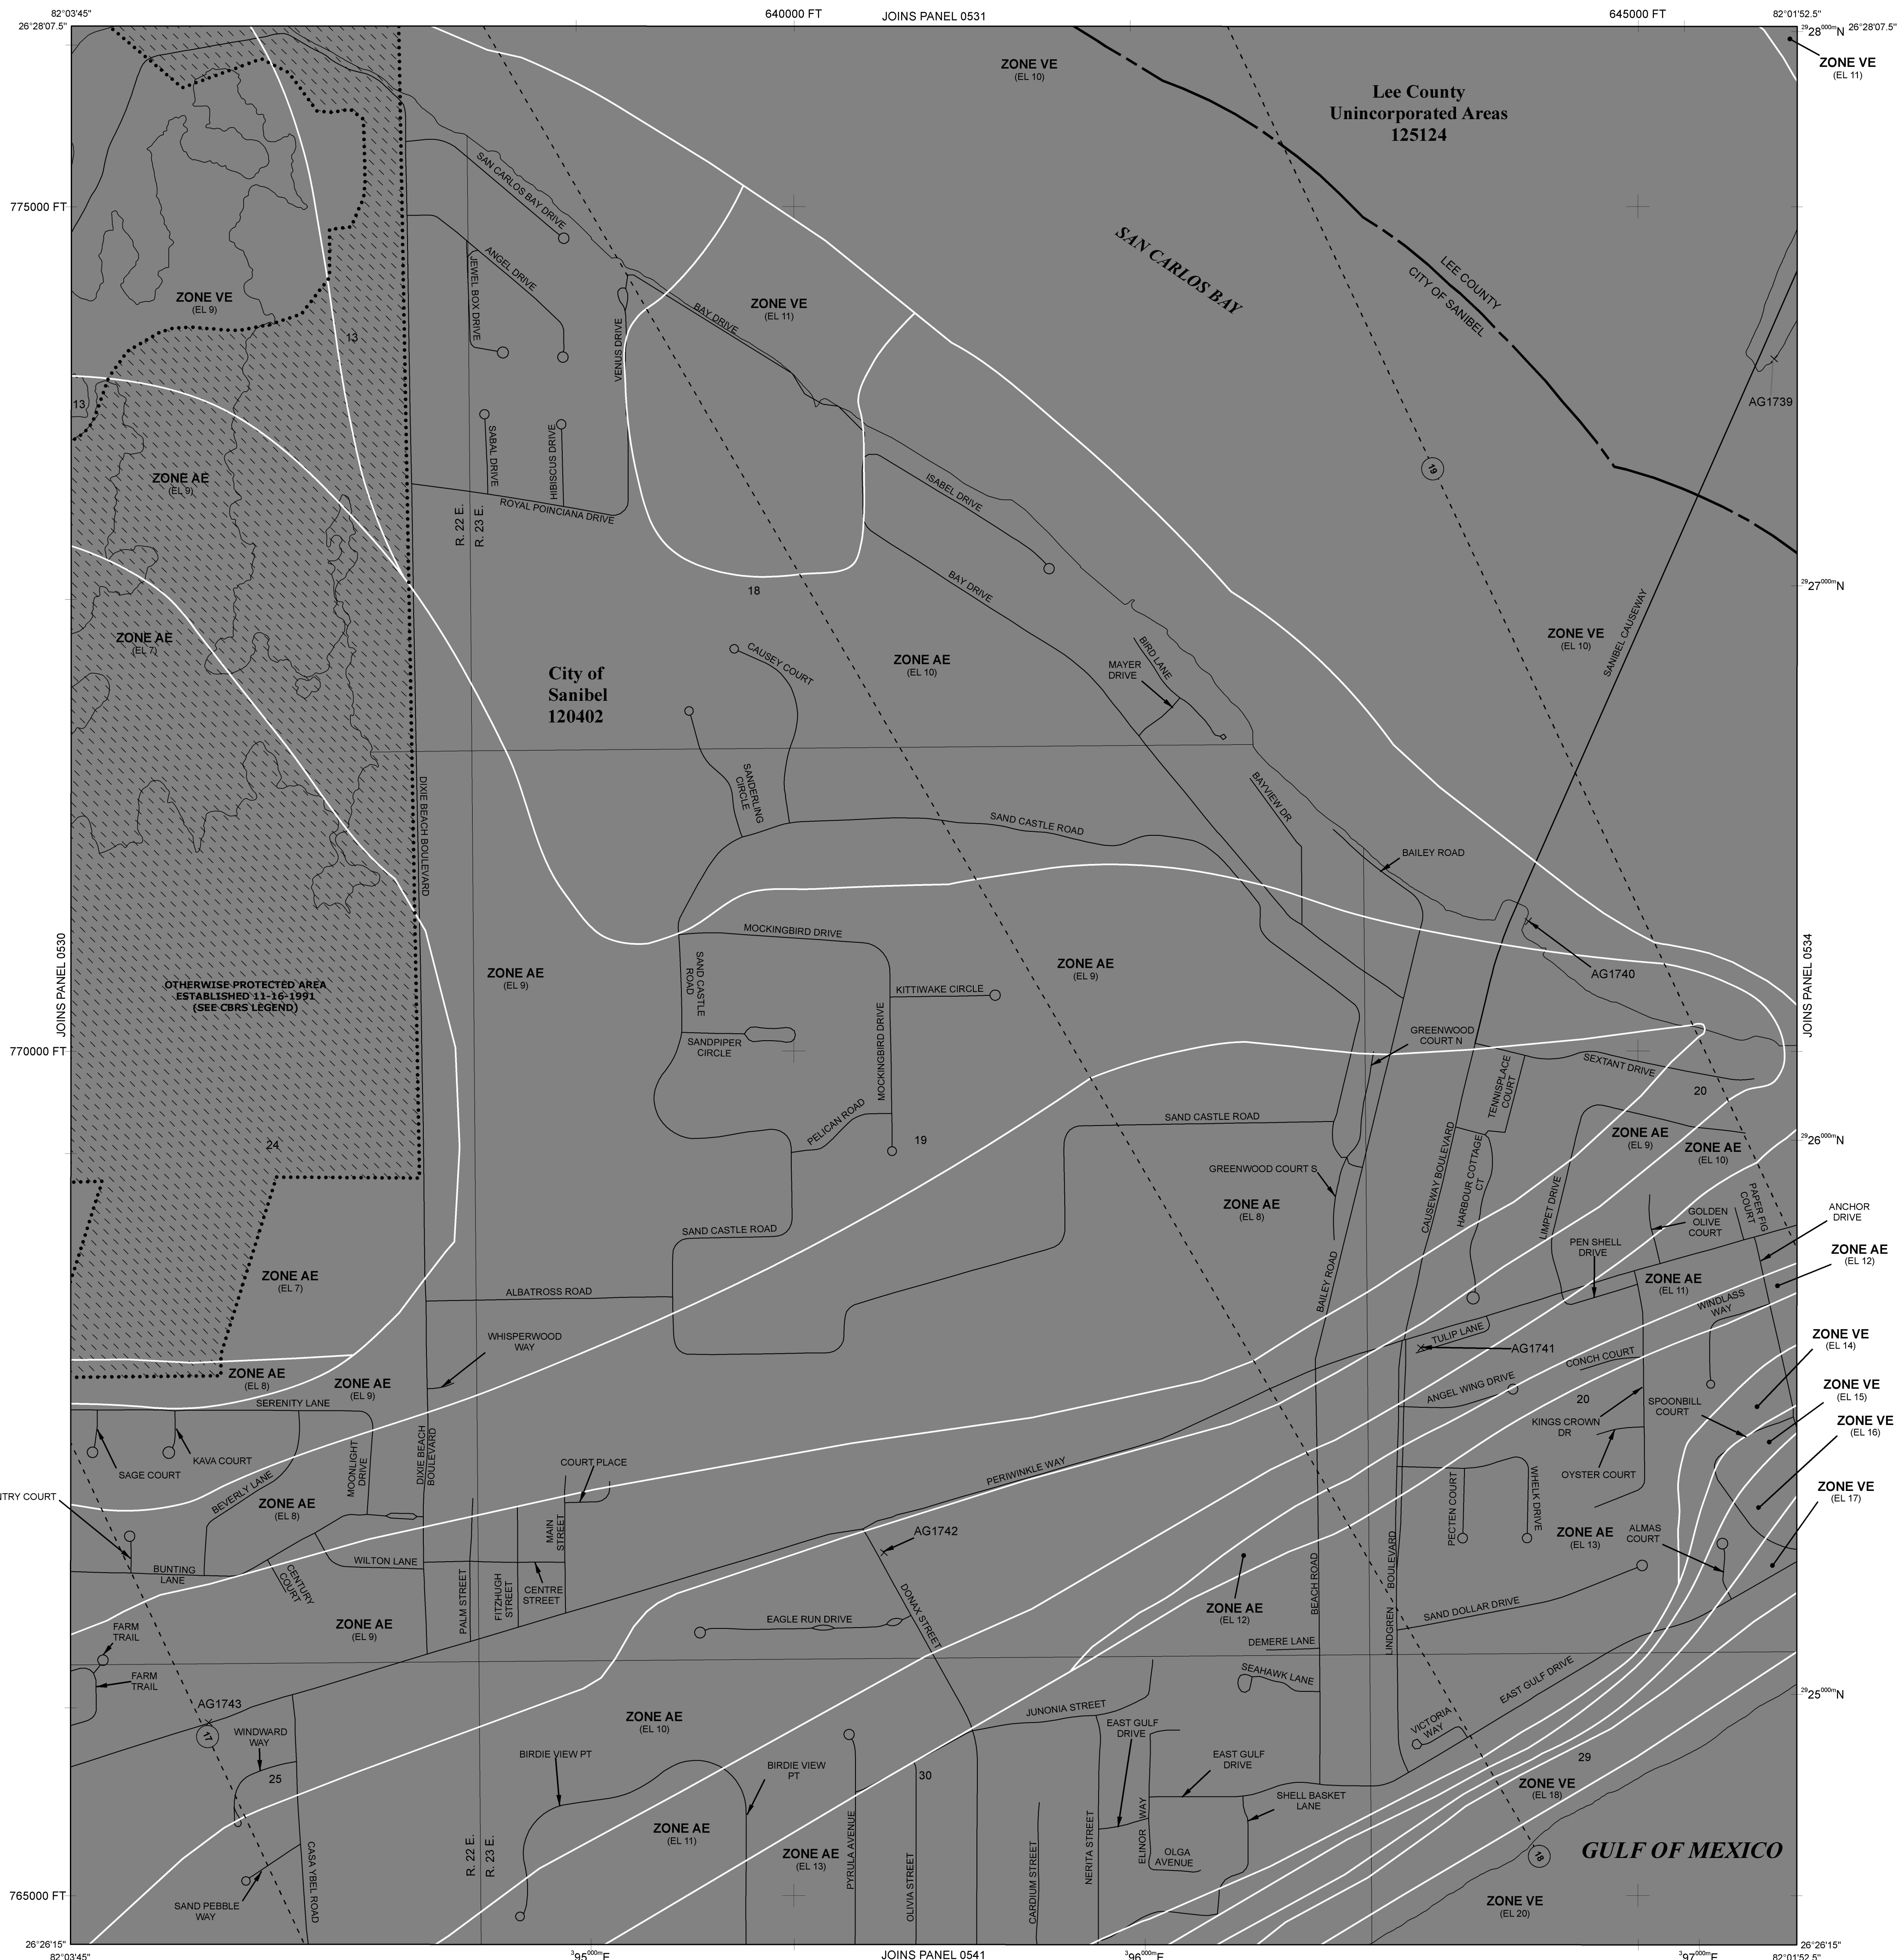 82°03'45"
640000 FT
JOINS PANEL 0531
645000 FT
82°01'52.5"
26°28'07.5"
2928000mN
26°28'07.5"
ZONE VE
(EL 10)
ZONE VE
(EL 11)
Lee County
Unincorporated Areas
125124
SAN CARLOS BAY DRIVE
775000 FT
ANGEL DRIVE
JEWEL BOX DRIVE
SAN CARLOS BAY
LEE COUNTY
CITY OF SANIBEL
ZONE VE
(EL 9)
ZONE VE
(EL 11)
BAY DRIVE
VENUS DRIVE
13
13
AG1739
SABAL DRIVE
HIBISCUS DRIVE
19
ZONE AE
(EL 9)
ISABEL DRIVE
ROYAL POINCIANA DRIVE
R. 22 E.
R. 23 E.
BAY DRIVE
18
2927000mN
ZONE AE
(EL 7)
SANIBEL CAUSEWAY
ZONE VE
(EL 10)
CAUSEY COURT
ZONE AE
(EL 10)
BIRD LANE
MAYER
DRIVE
City of
Sanibel
120402
SANDERLING
CIRCLE
BAYVIEW DR
DIXIE BEACH BOULEVARD
SAND CASTLE ROAD
BAILEY ROAD
MOCKINGBIRD DRIVE
JOINS PANEL 0530
JOINS PANEL 0534
ZONE AE
(EL 9)
SAND CASTLE
ROAD
ZONE AE
(EL 9)
AG1740
OTHERWISE PROTECTED AREA
ESTABLISHED 11-16-1991
(SEE CBRS LEGEND)
KITTIWAKE CIRCLE
MOCKINGBIRD DRIVE
SANDPIPER
CIRCLE
GREENWOOD
COURT N
770000 FT
SEXTANT DRIVE
TENNISPLACE
COURT
20
PELICAN ROAD
SAND CASTLE ROAD
19
24
2926000mN
ZONE AE
(EL 9)
ZONE AE
(EL 10)
GREENWOOD COURT S
CAUSEWAY BOULEVARD
HARBOUR COTTAGE
CT
LIMPET DRIVE
ZONE AE
(EL 8)
PAPER FIG
COURT
ANCHOR
DRIVE
GOLDEN
OLIVE
COURT
SAND CASTLE ROAD
PEN SHELL
DRIVE
ZONE AE
(EL 12)
BAILEY ROAD
ZONE AE
(EL 7)
ZONE AE
(EL 11)
ALBATROSS ROAD
WINDLASS
WAY
WHISPERWOOD
WAY
TULIP LANE
AG1741
ZONE VE
(EL 14)
CONCH COURT
ZONE AE
(EL 8)
ZONE AE
(EL 9)
ANGEL WING DRIVE
ZONE VE
(EL 15)
20
SPOONBILL
COURT
SERENITY LANE
KINGS CROWN
DR
ZONE VE
(EL 16)
KAVA COURT
SAGE COURT
MOONLIGHT
DRIVE
DIXIE BEACH
BOULEVARD
COURT PLACE
PERIWINKLE WAY
OYSTER COURT
NTRY COURT
BEVERLY LANE
ZONE AE
(EL 8)
ZONE VE
(EL 17)
PECTEN COURT
WHELK DRIVE
MAIN
STREET
AG1742
ZONE AE
(EL 13)
ALMAS
COURT
WILTON LANE
BUNTING
LANE
CENTURY
COURT
BEACH ROAD
LINDGREN BOULEVARD
CENTRE
STREET
PALM STREET
FITZHUGH
STREET
DONAX STREET
EAGLE RUN DRIVE
ZONE AE
(EL 12)
SAND DOLLAR DRIVE
ZONE AE
(EL 9)
FARM
TRAIL
DEMERE LANE
FARM
TRAIL
SEAHAWK LANE
EAST GULF DRIVE
AG1743
2925000mN
JUNONIA STREET
17
WINDWARD
WAY
ZONE AE
(EL 10)
EAST GULF
DRIVE
VICTORIA
WAY
BIRDIE VIEW PT
BIRDIE VIEW
PT
EAST GULF
DRIVE
29
25
30
ZONE VE
(EL 18)
SHELL BASKET
LANE
ZONE AE
(EL 11)
PYRULA AVENUE
R. 22 E.
R. 23 E.
ZONE AE
(EL 13)
NERITA STREET
ELINOR WAY
OLGA
AVENUE
18
GULF OF MEXICO
CASA YBEL ROAD
OLIVIA STREET
CARDIUM STREET
765000 FT
SAND PEBBLE
WAY
ZONE VE
(EL 20)
26°26'15"
26°26'15"
82°03'45"
395000mE
JOINS PANEL 0541
396000mE
397000mE
82°01'52.5"